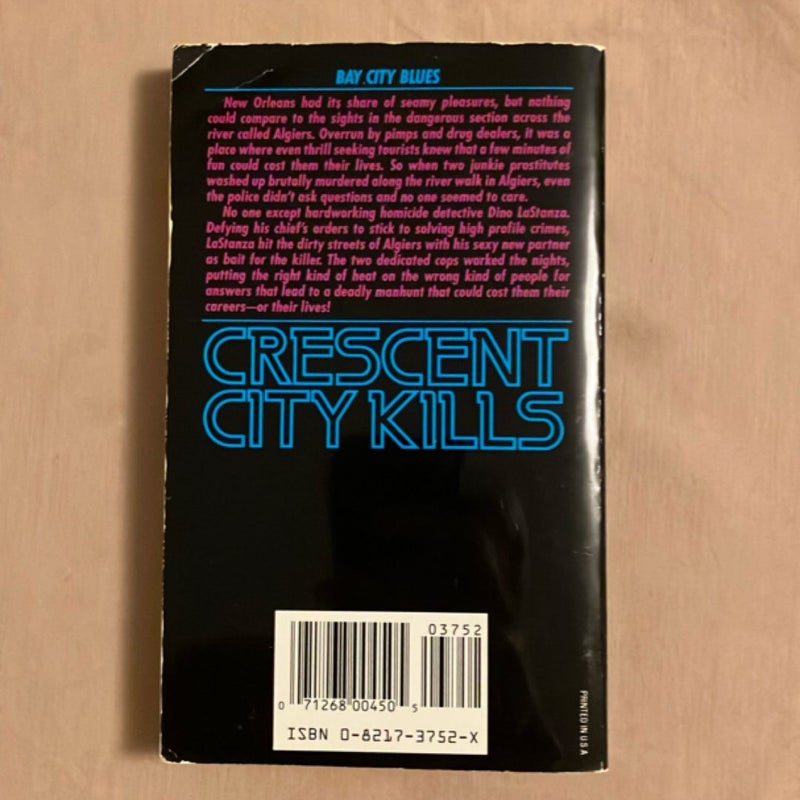 BAY CITY BLUES
New Orleans had its share of seamy pleasures, but nothing
could compare to the sights in the dangerous section across the
river called Algiers. Overrun by pimps and drug dealers, it was a
place where even thrill seeking tourists knew that a few minutes of
fun could cost them their lives. So when two junkie prostitutes
washed up brutally murdered along the river walk in Algiers, even
the police didn't ask questions and no one seemed to care.
No one except hardworking homicide detective Dino LaStanza.
Defying his chief's orders to stick to solving high profile crimes,
LaStanza hit the dirty streets of Algiers with his sexy new partner
as bait for the killer. The two dedicated cops worked the nights,
putting the right kind of heat on the wrong kind of people for
answers that lead to a deadly manhunt that could cost them their
careers—or their lives!
CRESCENT
CITY KILLS
03752
0 71268 00450 5
ISBN 0-8217-3752-X
PRINTED IN U S A